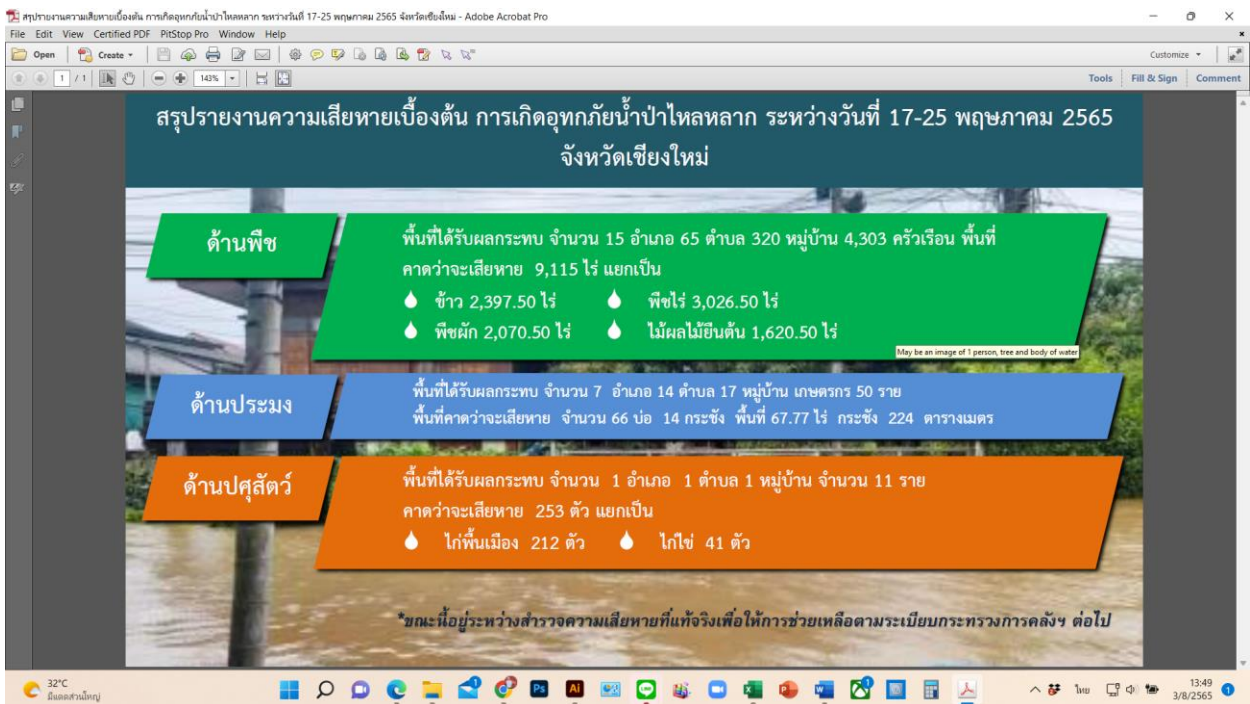 สรุปรายงานความเสียหายเบื้องต้น การเกิดอุทกภัยน้ำป่าไหลหลาก ระหว่างวันที่ 17-25 พฤษภาคม 2565 จังหวัดเชียงใหม่ - Adobe Acrobat Pro
File Edit View Certified PDF PitStop Pro Window Help
Open Create Customize
1 / 1 143% Tools Fill & Sign Comment
สรุปรายงานความเสียหายเบื้องต้น การเกิดอุทกภัยน้ำป่าไหลหลาก ระหว่างวันที่ 17-25 พฤษภาคม 2565
จังหวัดเชียงใหม่
ด้านพืช
พื้นที่ได้รับผลกระทบ จำนวน 15 อำเภอ 65 ตำบล 320 หมู่บ้าน 4,303 ครัวเรือน พื้นที่
คาดว่าจะเสียหาย 9,115 ไร่ แยกเป็น
ข้าว 2,397.50 ไร่ พืชไร่ 3,026.50 ไร่
พืชผัก 2,070.50 ไร่ ไม้ผลไม้ยืนต้น 1,620.50 ไร่
May be an image of 1 person, tree and body of water
ด้านประมง
พื้นที่ได้รับผลกระทบ จำนวน 7 อำเภอ 14 ตำบล 17 หมู่บ้าน เกษตรกร 50 ราย
พื้นที่คาดว่าจะเสียหาย จำนวน 66 บ่อ 14 กระชัง พื้นที่ 67.77 ไร่ กระชัง 224 ตารางเมตร
ด้านปศุสัตว์
พื้นที่ได้รับผลกระทบ จำนวน 1 อำเภอ 1 ตำบล 1 หมู่บ้าน จำนวน 11 ราย
คาดว่าจะเสียหาย 253 ตัว แยกเป็น
ไก่พื้นเมือง 212 ตัว ไก่ไข่ 41 ตัว
*ขณะนี้อยู่ระหว่างสำรวจความเสียหายที่แท้จริงเพื่อให้การช่วยเหลือตามระเบียบกระทรวงการคลังฯ ต่อไป
32°C
มีแดดส่วนใหญ่
Ps Ai
ไทย
13:49
3/8/2565
1